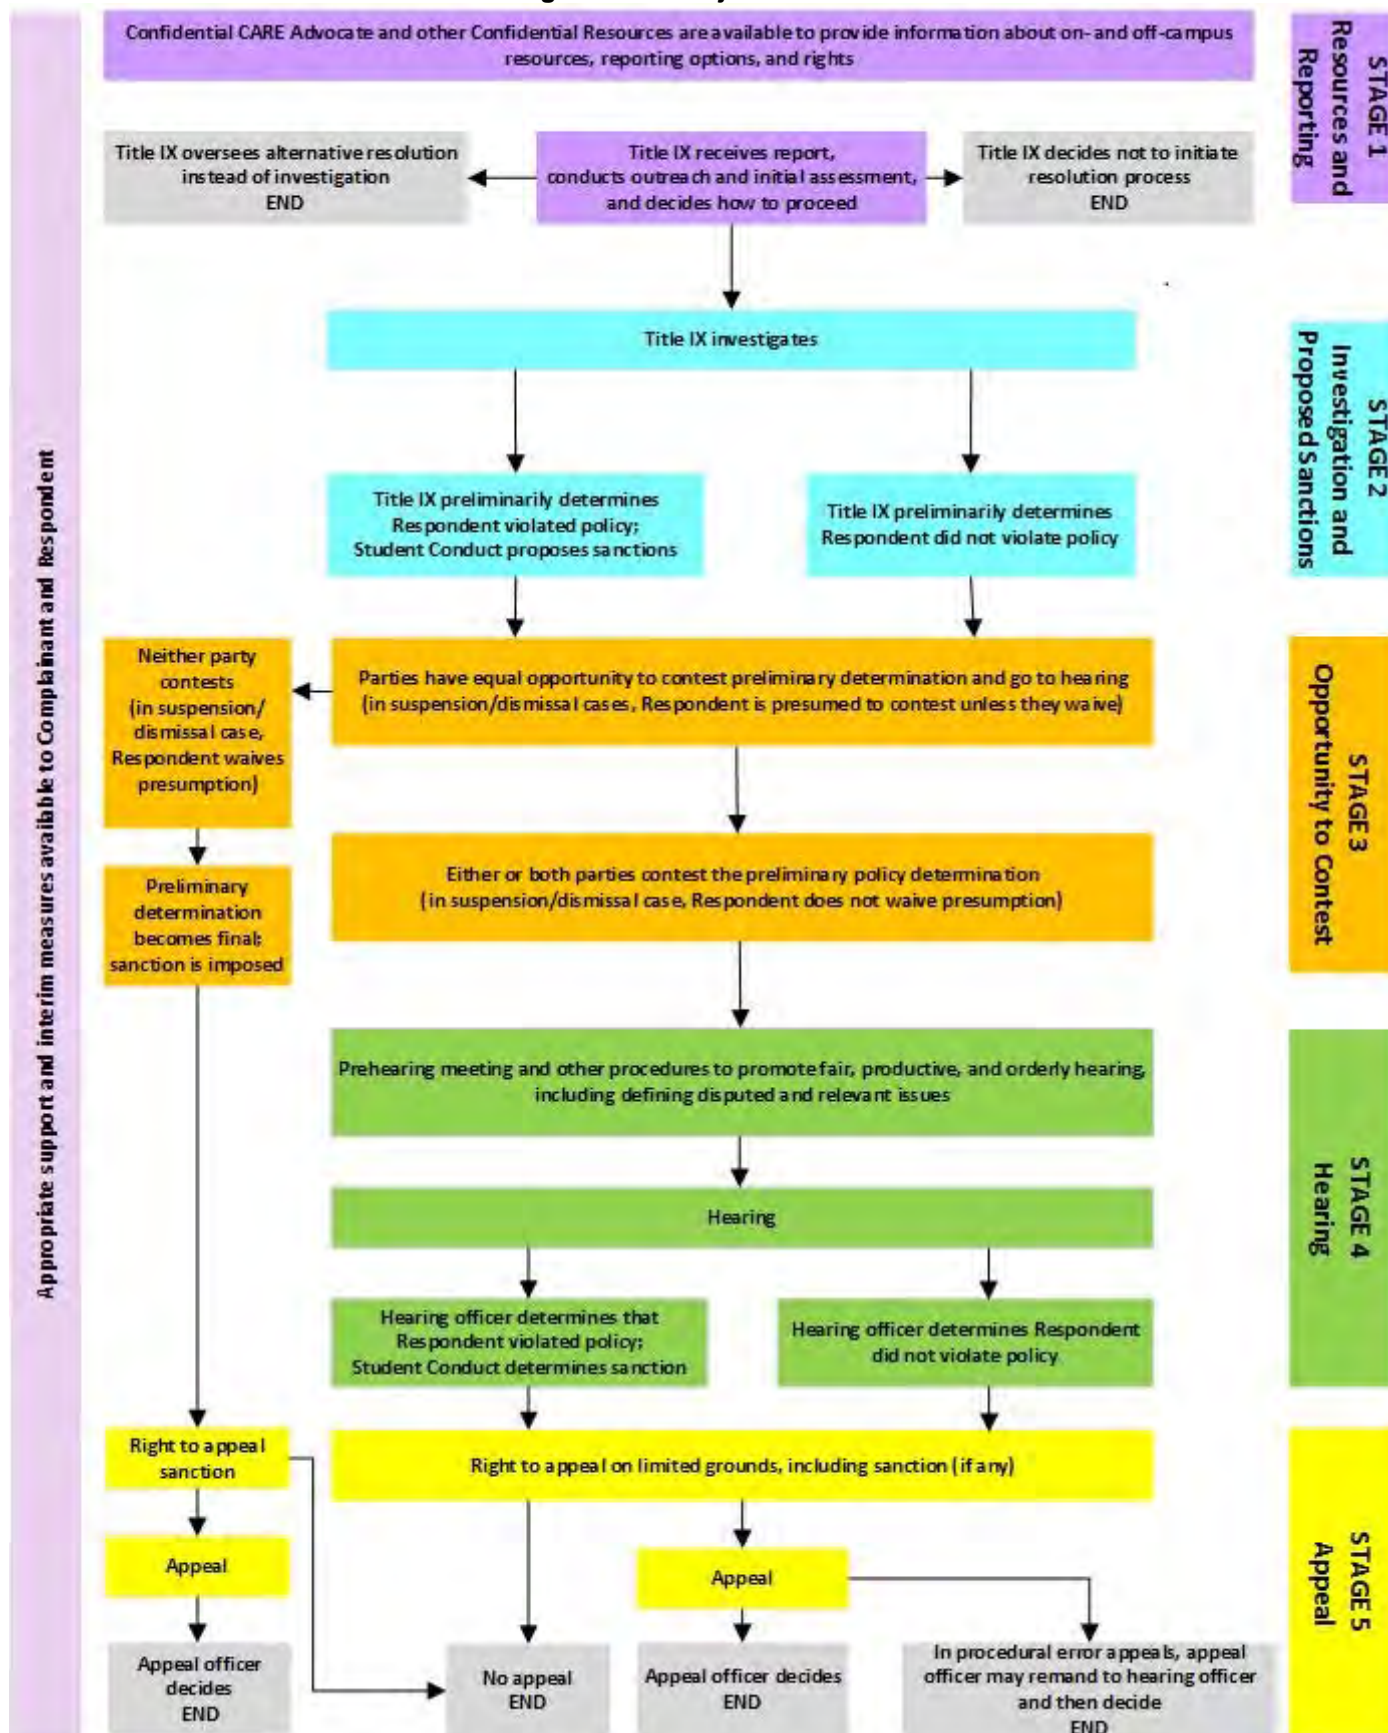 Confidential CARE Advocate and other Confidential Resources are available to provide information about on- and off-campus
resources, reporting options, and rights
STAGE 1
Resources and
Reporting
Title IX oversees alternative resolution
instead of investigation
END
Title IX receives report,
conducts outreach and initial assessment,
and decides how to proceed
Title IX decides not to initiate
resolution process
END
Title IX investigates
STAGE 2
Investigation and
Proposed Sanctions
Title IX preliminarily determines
Respondent violated policy;
Student Conduct proposes sanctions
Title IX preliminarily determines
Respondent did not violate policy
Appropriate support and interim measures available to Complainant and Respondent
Neither party
contests
(in suspension/
dismissal case,
Respondent waives
presumption)
Parties have equal opportunity to contest preliminary determination and go to hearing
(in suspension/dismissal cases, Respondent is presumed to contest unless they waive)
STAGE 3
Opportunity to Contest
Either or both parties contest the preliminary policy determination
(in suspension/dismissal case, Respondent does not waive presumption)
Preliminary
determination
becomes final;
sanction is imposed
Prehearing meeting and other procedures to promote fair, productive, and orderly hearing,
including defining disputed and relevant issues
STAGE 4
Hearing
Hearing
Hearing officer determines that
Respondent violated policy;
Student Conduct determines sanction
Hearing officer determines Respondent
did not violate policy
Right to appeal
sanction
Right to appeal on limited grounds, including sanction (if any)
STAGE 5
Appeal
Appeal
Appeal
Appeal officer
decides
END
No appeal
END
Appeal officer decides
END
In procedural error appeals, appeal
officer may remand to hearing officer
and then decide
END